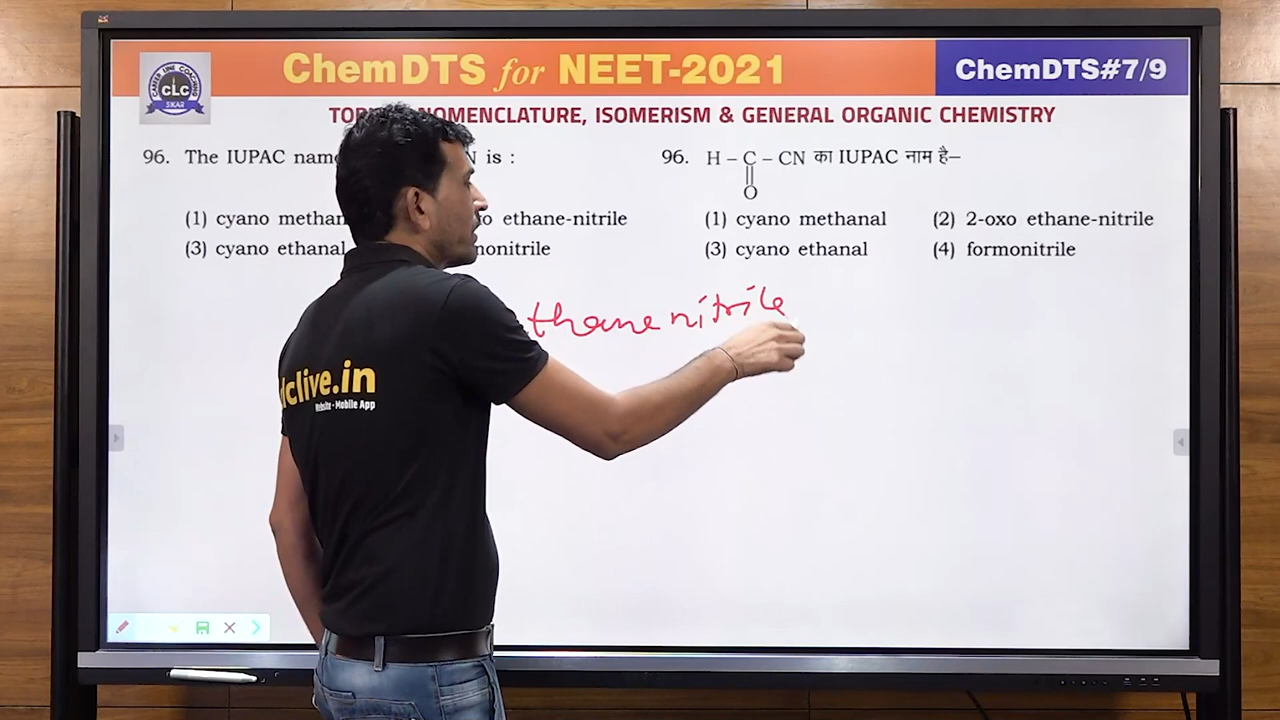 ChemDTS for NEET-2021
ChemDTS#7/9
CLC
SIKAR
NOMENCLATURE, ISOMERISM & GENERAL ORGANIC CHEMISTRY
96. The IUPAC nam N is :
(1) cyano methan o ethane-nitrile
(3) cyano ethanal nonitrile
96. H – C – CN का IUPAC नाम है–
O
(1) cyano methanal (2) 2-oxo ethane-nitrile
(3) cyano ethanal (4) formonitrile
thane nitrile
clclive.in
Website • Mobile App